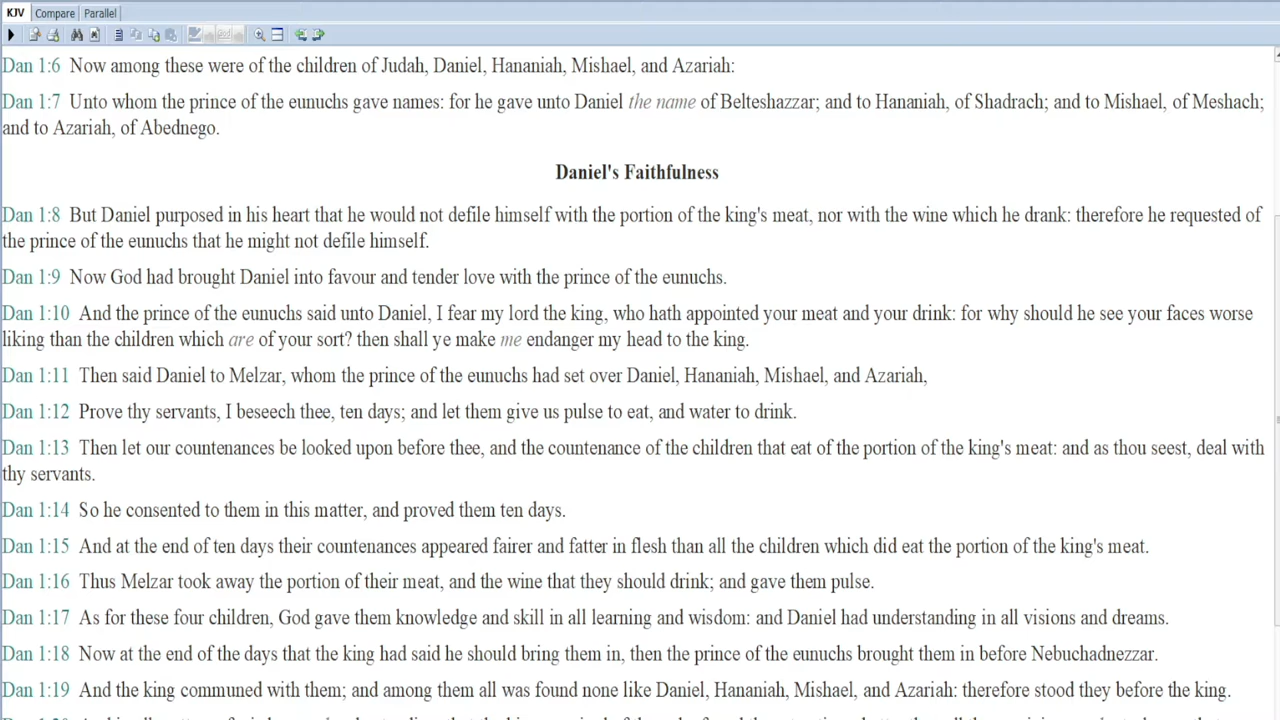 KJV Compare Parallel
Dan 1:6 Now among these were of the children of Judah, Daniel, Hananiah, Mishael, and Azariah:
Dan 1:7 Unto whom the prince of the eunuchs gave names: for he gave unto Daniel the name of Belteshazzar; and to Hananiah, of Shadrach; and to Mishael, of Meshach;
and to Azariah, of Abednego.
Daniel's Faithfulness
Dan 1:8 But Daniel purposed in his heart that he would not defile himself with the portion of the king's meat, nor with the wine which he drank: therefore he requested of
the prince of the eunuchs that he might not defile himself.
Dan 1:9 Now God had brought Daniel into favour and tender love with the prince of the eunuchs.
Dan 1:10 And the prince of the eunuchs said unto Daniel, I fear my lord the king, who hath appointed your meat and your drink: for why should he see your faces worse
liking than the children which are of your sort? then shall ye make me endanger my head to the king.
Dan 1:11 Then said Daniel to Melzar, whom the prince of the eunuchs had set over Daniel, Hananiah, Mishael, and Azariah,
Dan 1:12 Prove thy servants, I beseech thee, ten days; and let them give us pulse to eat, and water to drink.
Dan 1:13 Then let our countenances be looked upon before thee, and the countenance of the children that eat of the portion of the king's meat: and as thou seest, deal with
thy servants.
Dan 1:14 So he consented to them in this matter, and proved them ten days.
Dan 1:15 And at the end of ten days their countenances appeared fairer and fatter in flesh than all the children which did eat the portion of the king's meat.
Dan 1:16 Thus Melzar took away the portion of their meat, and the wine that they should drink; and gave them pulse.
Dan 1:17 As for these four children, God gave them knowledge and skill in all learning and wisdom: and Daniel had understanding in all visions and dreams.
Dan 1:18 Now at the end of the days that the king had said he should bring them in, then the prince of the eunuchs brought them in before Nebuchadnezzar.
Dan 1:19 And the king communed with them; and among them all was found none like Daniel, Hananiah, Mishael, and Azariah: therefore stood they before the king.